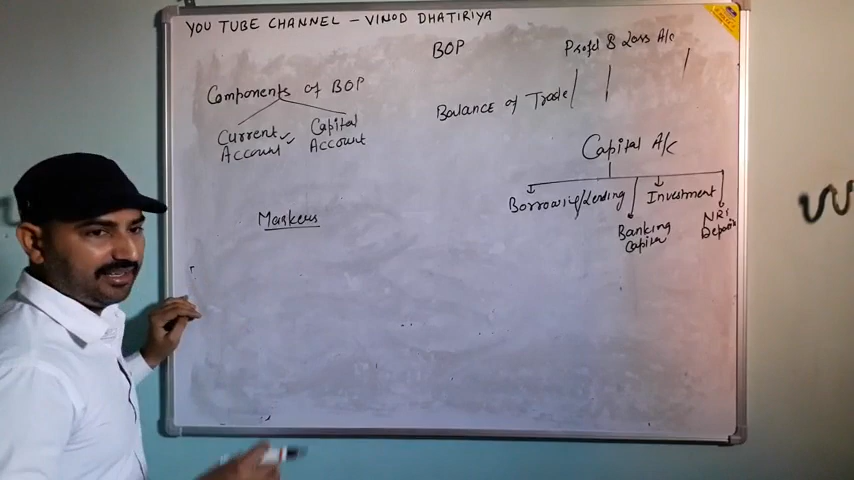 YOU TUBE CHANNEL - VINOD DHATIRIYA
BOP
Profit & Loss A/c
Components of BOP
Balance of Trade
Current Account
Capital Account
Capital A/c
Borrowing/Lending
Investment
Banking Capital
NRI Deposit
Markers